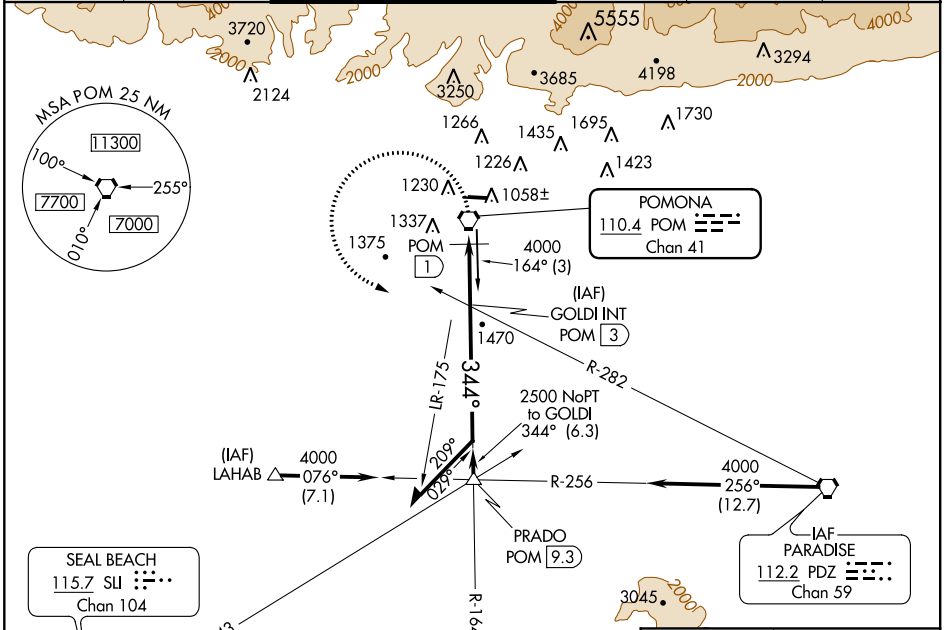 3720
2000
2124
4000
5555
4000
4000
3294
4198
2000
3685
3250
2000
MSA POM 25 NM
11300
100°
255°
7700
7000
010°
1266
1435
1695
1730
1226
1423
1230
1058±
1337
1375
POM
1
4000
164° (3)
POMONA
110.4 POM
Chan 41
(IAF)
GOLDI INT
POM 3
1470
R-282
LR-175
344°
2500 NoPT
to GOLDI
344° (6.3)
209°
029°
(IAF)
LAHAB
4000
076°
(7.1)
R-256
4000
256°
(12.7)
PRADO
POM 9.3
IAF
PARADISE
112.2 PDZ
Chan 59
SEAL BEACH
115.7 SLI
Chan 104
3045
2000